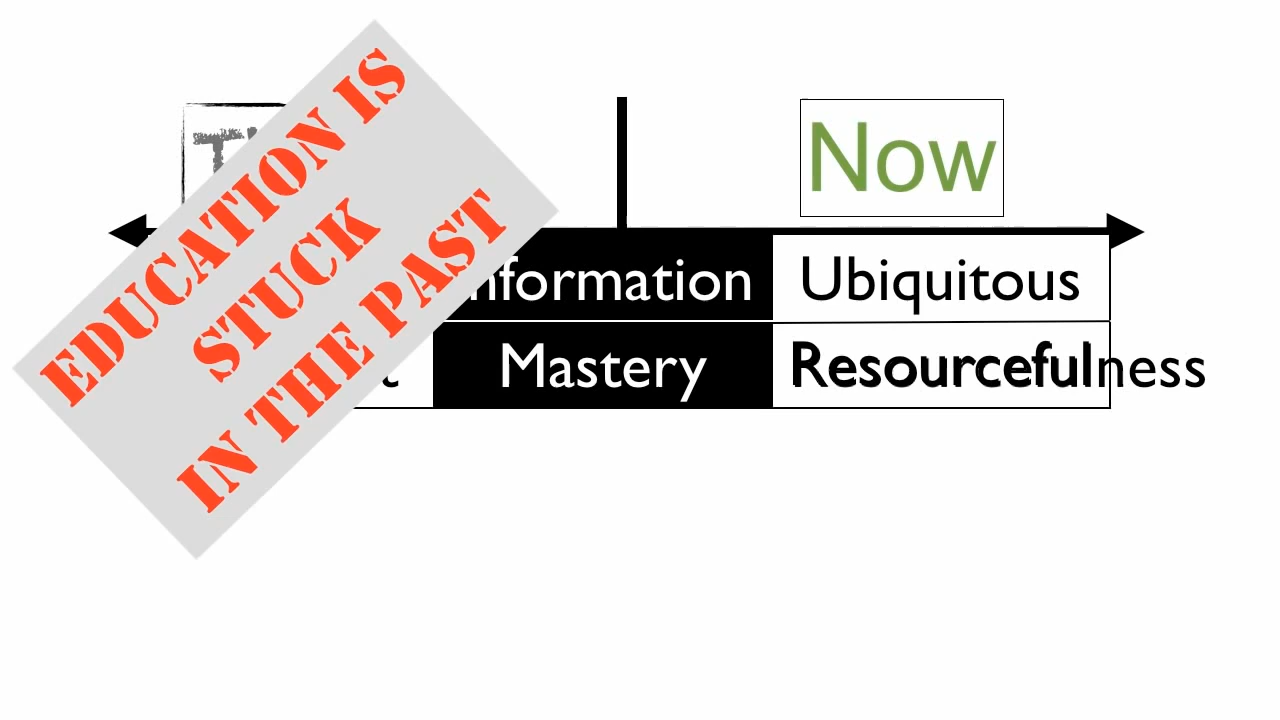 EDUCATION IS
STUCK
IN THE PAST
Now
nformation
Ubiquitous
Mastery
Resourcefulness